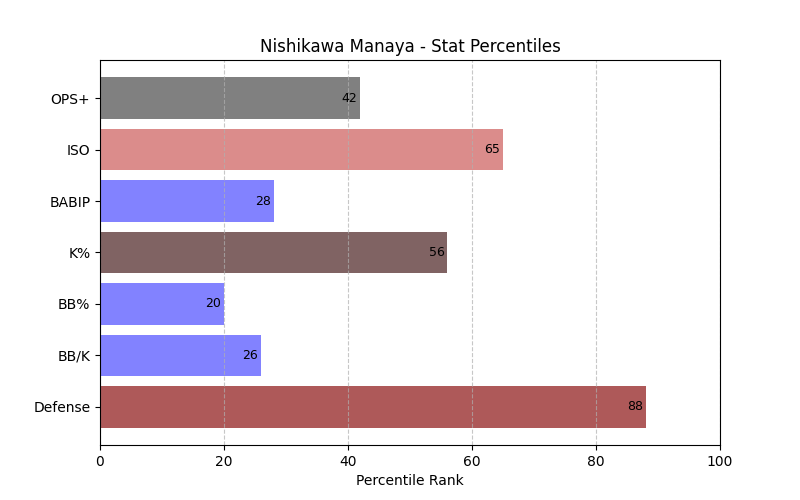 Nishikawa Manaya - Stat Percentiles
OPS+ 42
ISO 65
BABIP 28
K% 56
BB% 20
BB/K 26
Defense 88
0 20 40 60 80 100
Percentile Rank